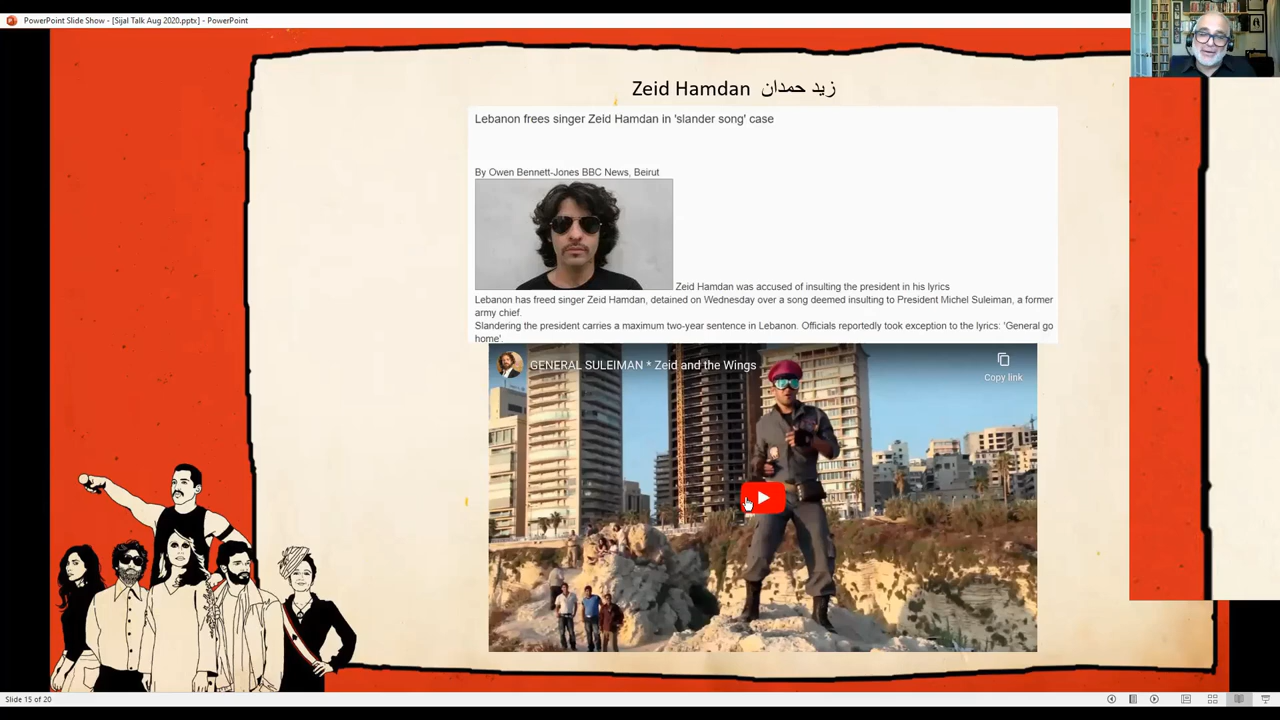 PowerPoint Slide Show - [Sijal Talk Aug 2020.pptx] - PowerPoint
Zeid Hamdan زيد حمدان
Lebanon frees singer Zeid Hamdan in 'slander song' case
By Owen Bennett-Jones BBC News, Beirut
Zeid Hamdan was accused of insulting the president in his lyrics
Lebanon has freed singer Zeid Hamdan, detained on Wednesday over a song deemed insulting to President Michel Suleiman, a former
army chief.
Slandering the president carries a maximum two-year sentence in Lebanon. Officials reportedly took exception to the lyrics: 'General go
home'.
GENERAL SULEIMAN * Zeid and the Wings
Copy link
Slide 15 of 20